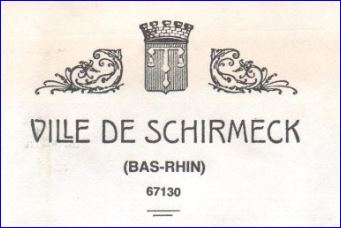 VILLE DE SCHIRMECK
(BAS-RHIN)
67130